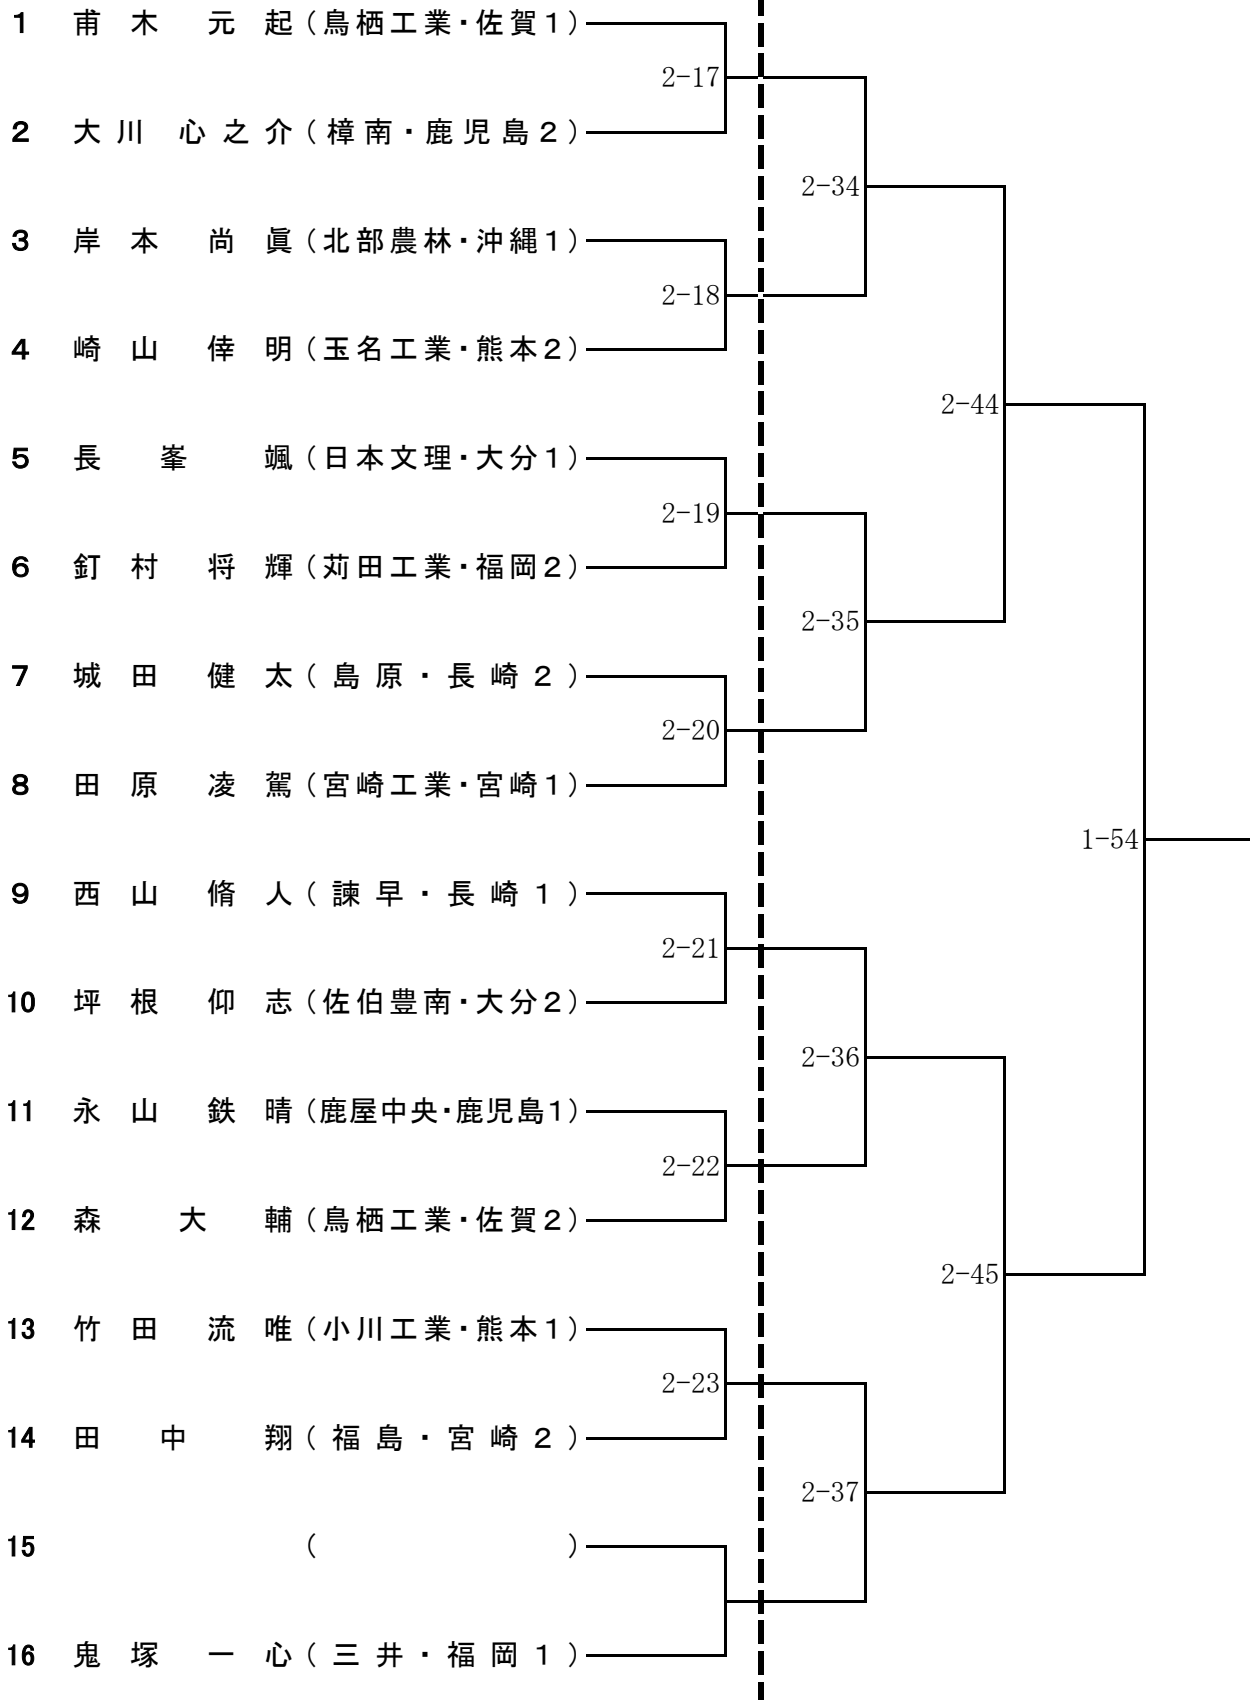 1 甫木 元起(鳥栖工業・佐賀1)
2-17
2 大川 心之介(樟南・鹿児島2)
2-34
3 岸本 尚眞(北部農林・沖縄1)
2-18
4 崎山 倖明(玉名工業・熊本2)
2-44
5 長峯 颯(日本文理・大分1)
2-19
6 釘村 将輝(苅田工業・福岡2)
2-35
7 城田 健太(島原・長崎2)
2-20
8 田原 凌駕(宮崎工業・宮崎1)
1-54
9 西山 脩人(諫早・長崎1)
2-21
10 坪根 仰志(佐伯豊南・大分2)
2-36
11 永山 鉄晴(鹿屋中央・鹿児島1)
2-22
12 森 大輔(鳥栖工業・佐賀2)
2-45
13 竹田 流唯(小川工業・熊本1)
2-23
14 田中 翔(福島・宮崎2)
2-37
15 ( )
16 鬼塚 一心(三井・福岡1)